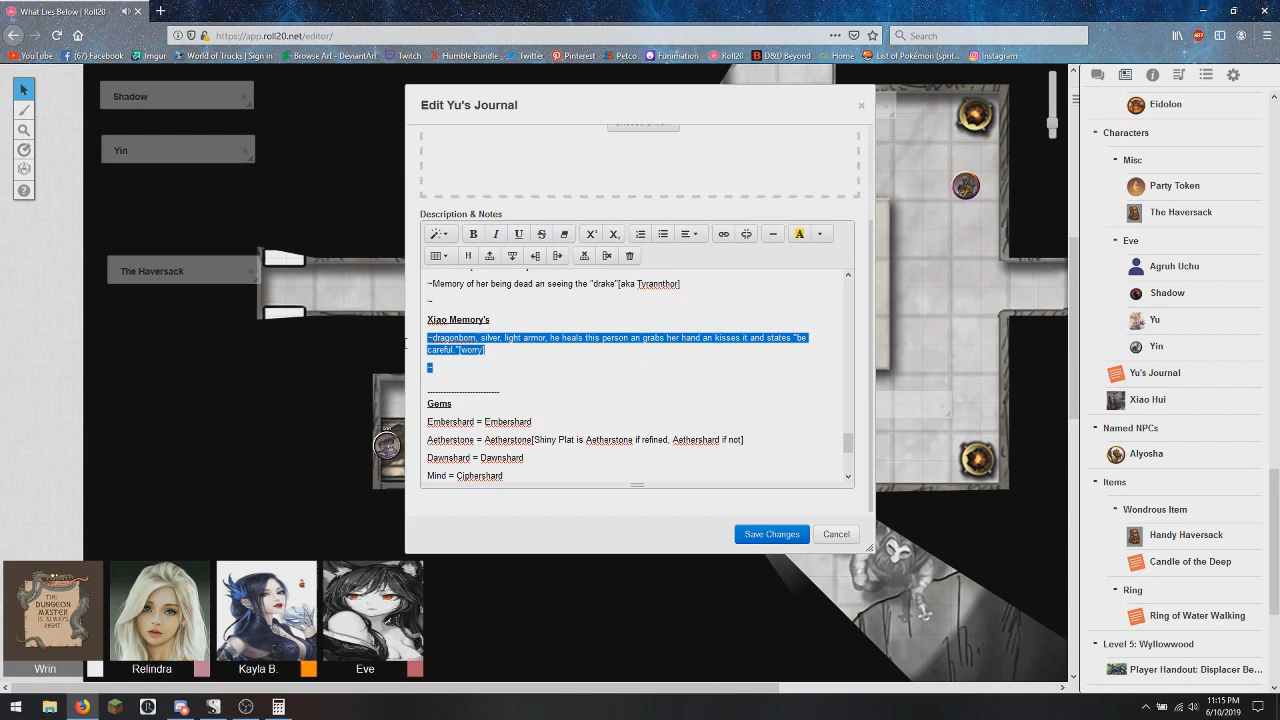 What Lies Below | Roll20
https://app.roll20.net/editor/
Search
YouTube
(67) Facebook
Imgur
World of Trucks | Sign in
Browse Art - DeviantArt
Twitch
Humble Bundle
Twitter
Pinterest
Petco
Funimation
Roll20
D&D Beyond
Home
List of Pokémon (sprit...
Instagram
Shadow
Yin
The Haversack
Edit Yu's Journal
Description & Notes
~Memory of her being dead an seeing the "drake"[aka Tyrannthor]
~
Xiao Memory's
~dragonborn, silver, light armor, he heals this person an grabs her hand an kisses it and states "be
careful."[worry]
~
--------------------------
Gems
Embershard = Embershard
Aetherstone = Aetherstone[Shiny Plat is Aetherstone if refined, Aethershard if not]
Dawnshard = Dawnshard
Mind = Ciphershard
Save Changes
Cancel
Eidolon
Characters
Misc
Party Token
The Haversack
Eve
Agruh Uchu
Shadow
Yu
Yin
Yu's Journal
Xiao Hui
Named NPCs
Alyosha
Items
Wondrous Item
Handy Haversack
Candle of the Deep
Ring
Ring of Water Walking
Level 5: Wyllowwood
Player Handout: Displacer Be...
THE
DUNGEON
MASTER
IS ALWAYS
RIGHT.
Wrin
Relindra
Kayla B.
Eve
11:15 PM
6/10/2019